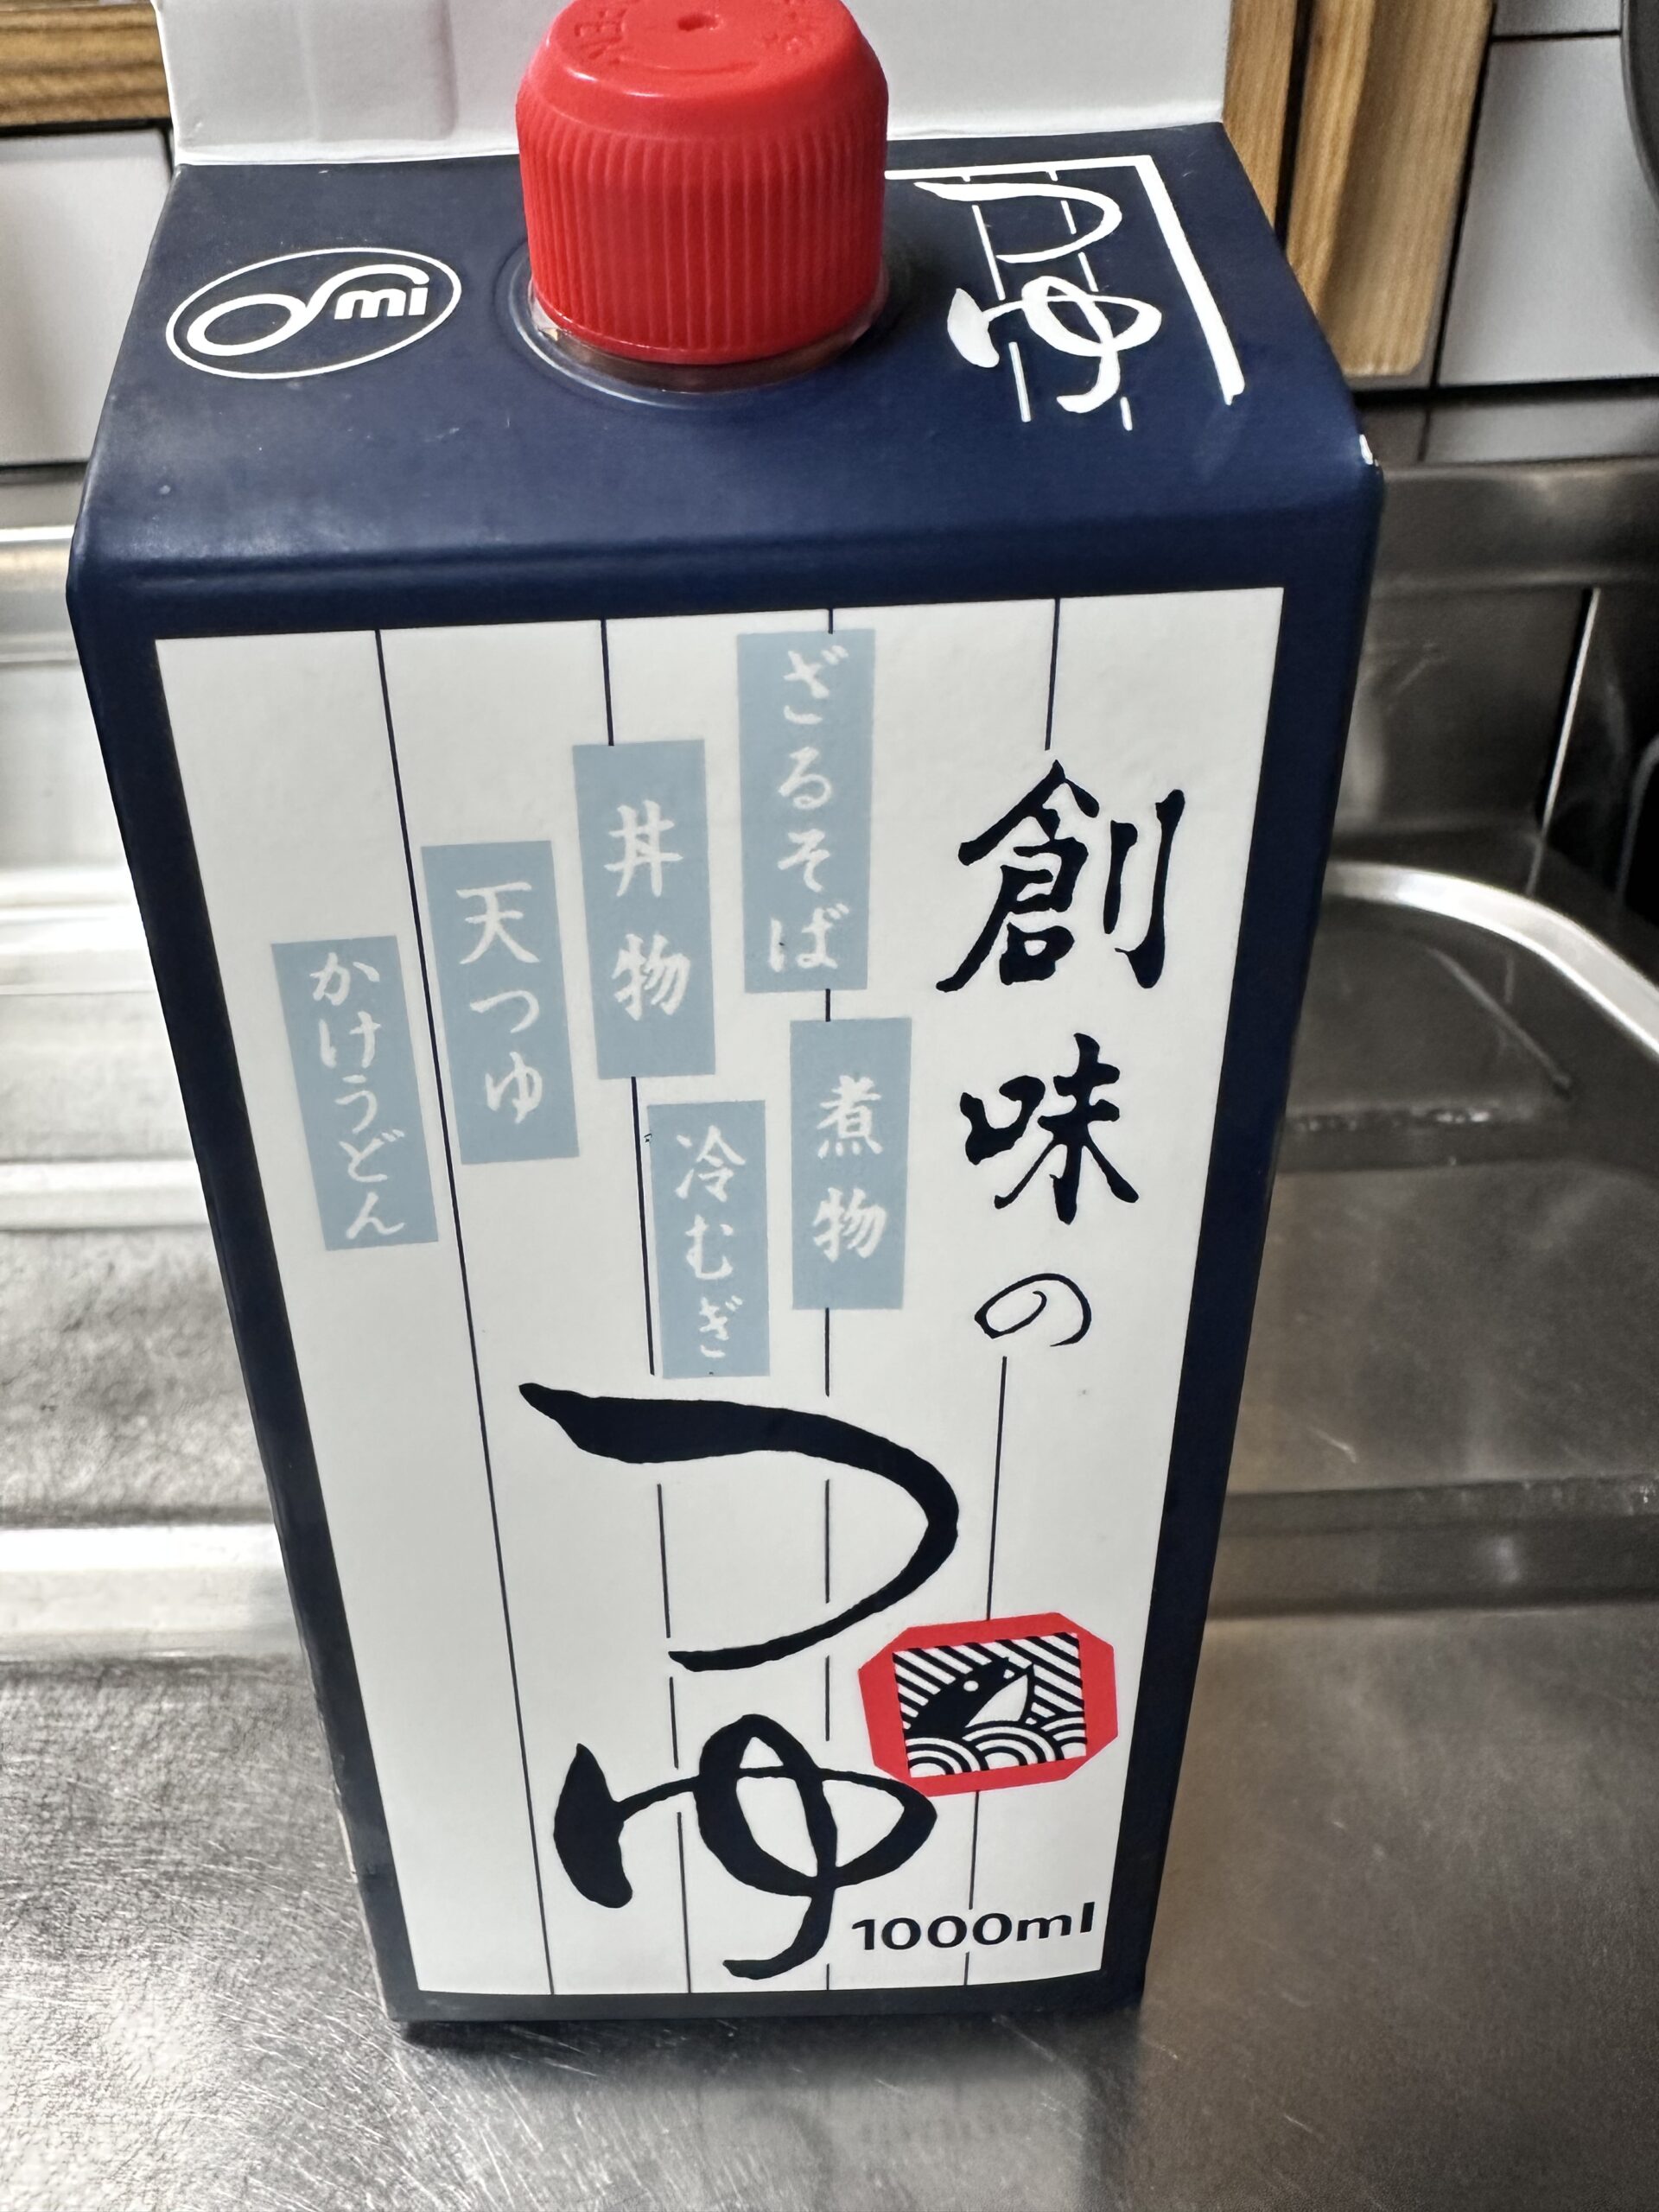 つゆ
創味の
つゆ
ざるそば
煮物
丼物
冷むぎ
天つゆ
かけうどん
1000ml